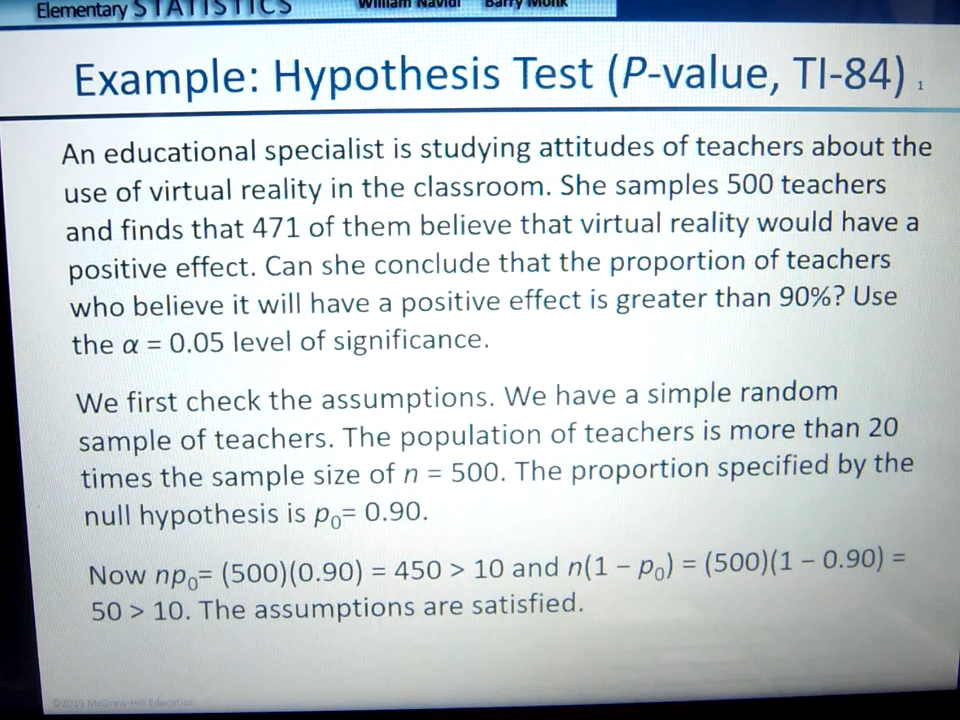 Elementary STATISTICS William Navidi Barry Monk
Example: Hypothesis Test (P-value, TI-84) 1
An educational specialist is studying attitudes of teachers about the
use of virtual reality in the classroom. She samples 500 teachers
and finds that 471 of them believe that virtual reality would have a
positive effect. Can she conclude that the proportion of teachers
who believe it will have a positive effect is greater than 90%? Use
the α = 0.05 level of significance.
We first check the assumptions. We have a simple random
sample of teachers. The population of teachers is more than 20
times the sample size of n = 500. The proportion specified by the
null hypothesis is p₀= 0.90.
Now np₀= (500)(0.90) = 450 > 10 and n(1 − p₀) = (500)(1 − 0.90) =
50 > 10. The assumptions are satisfied.
©2019 McGraw-Hill Education